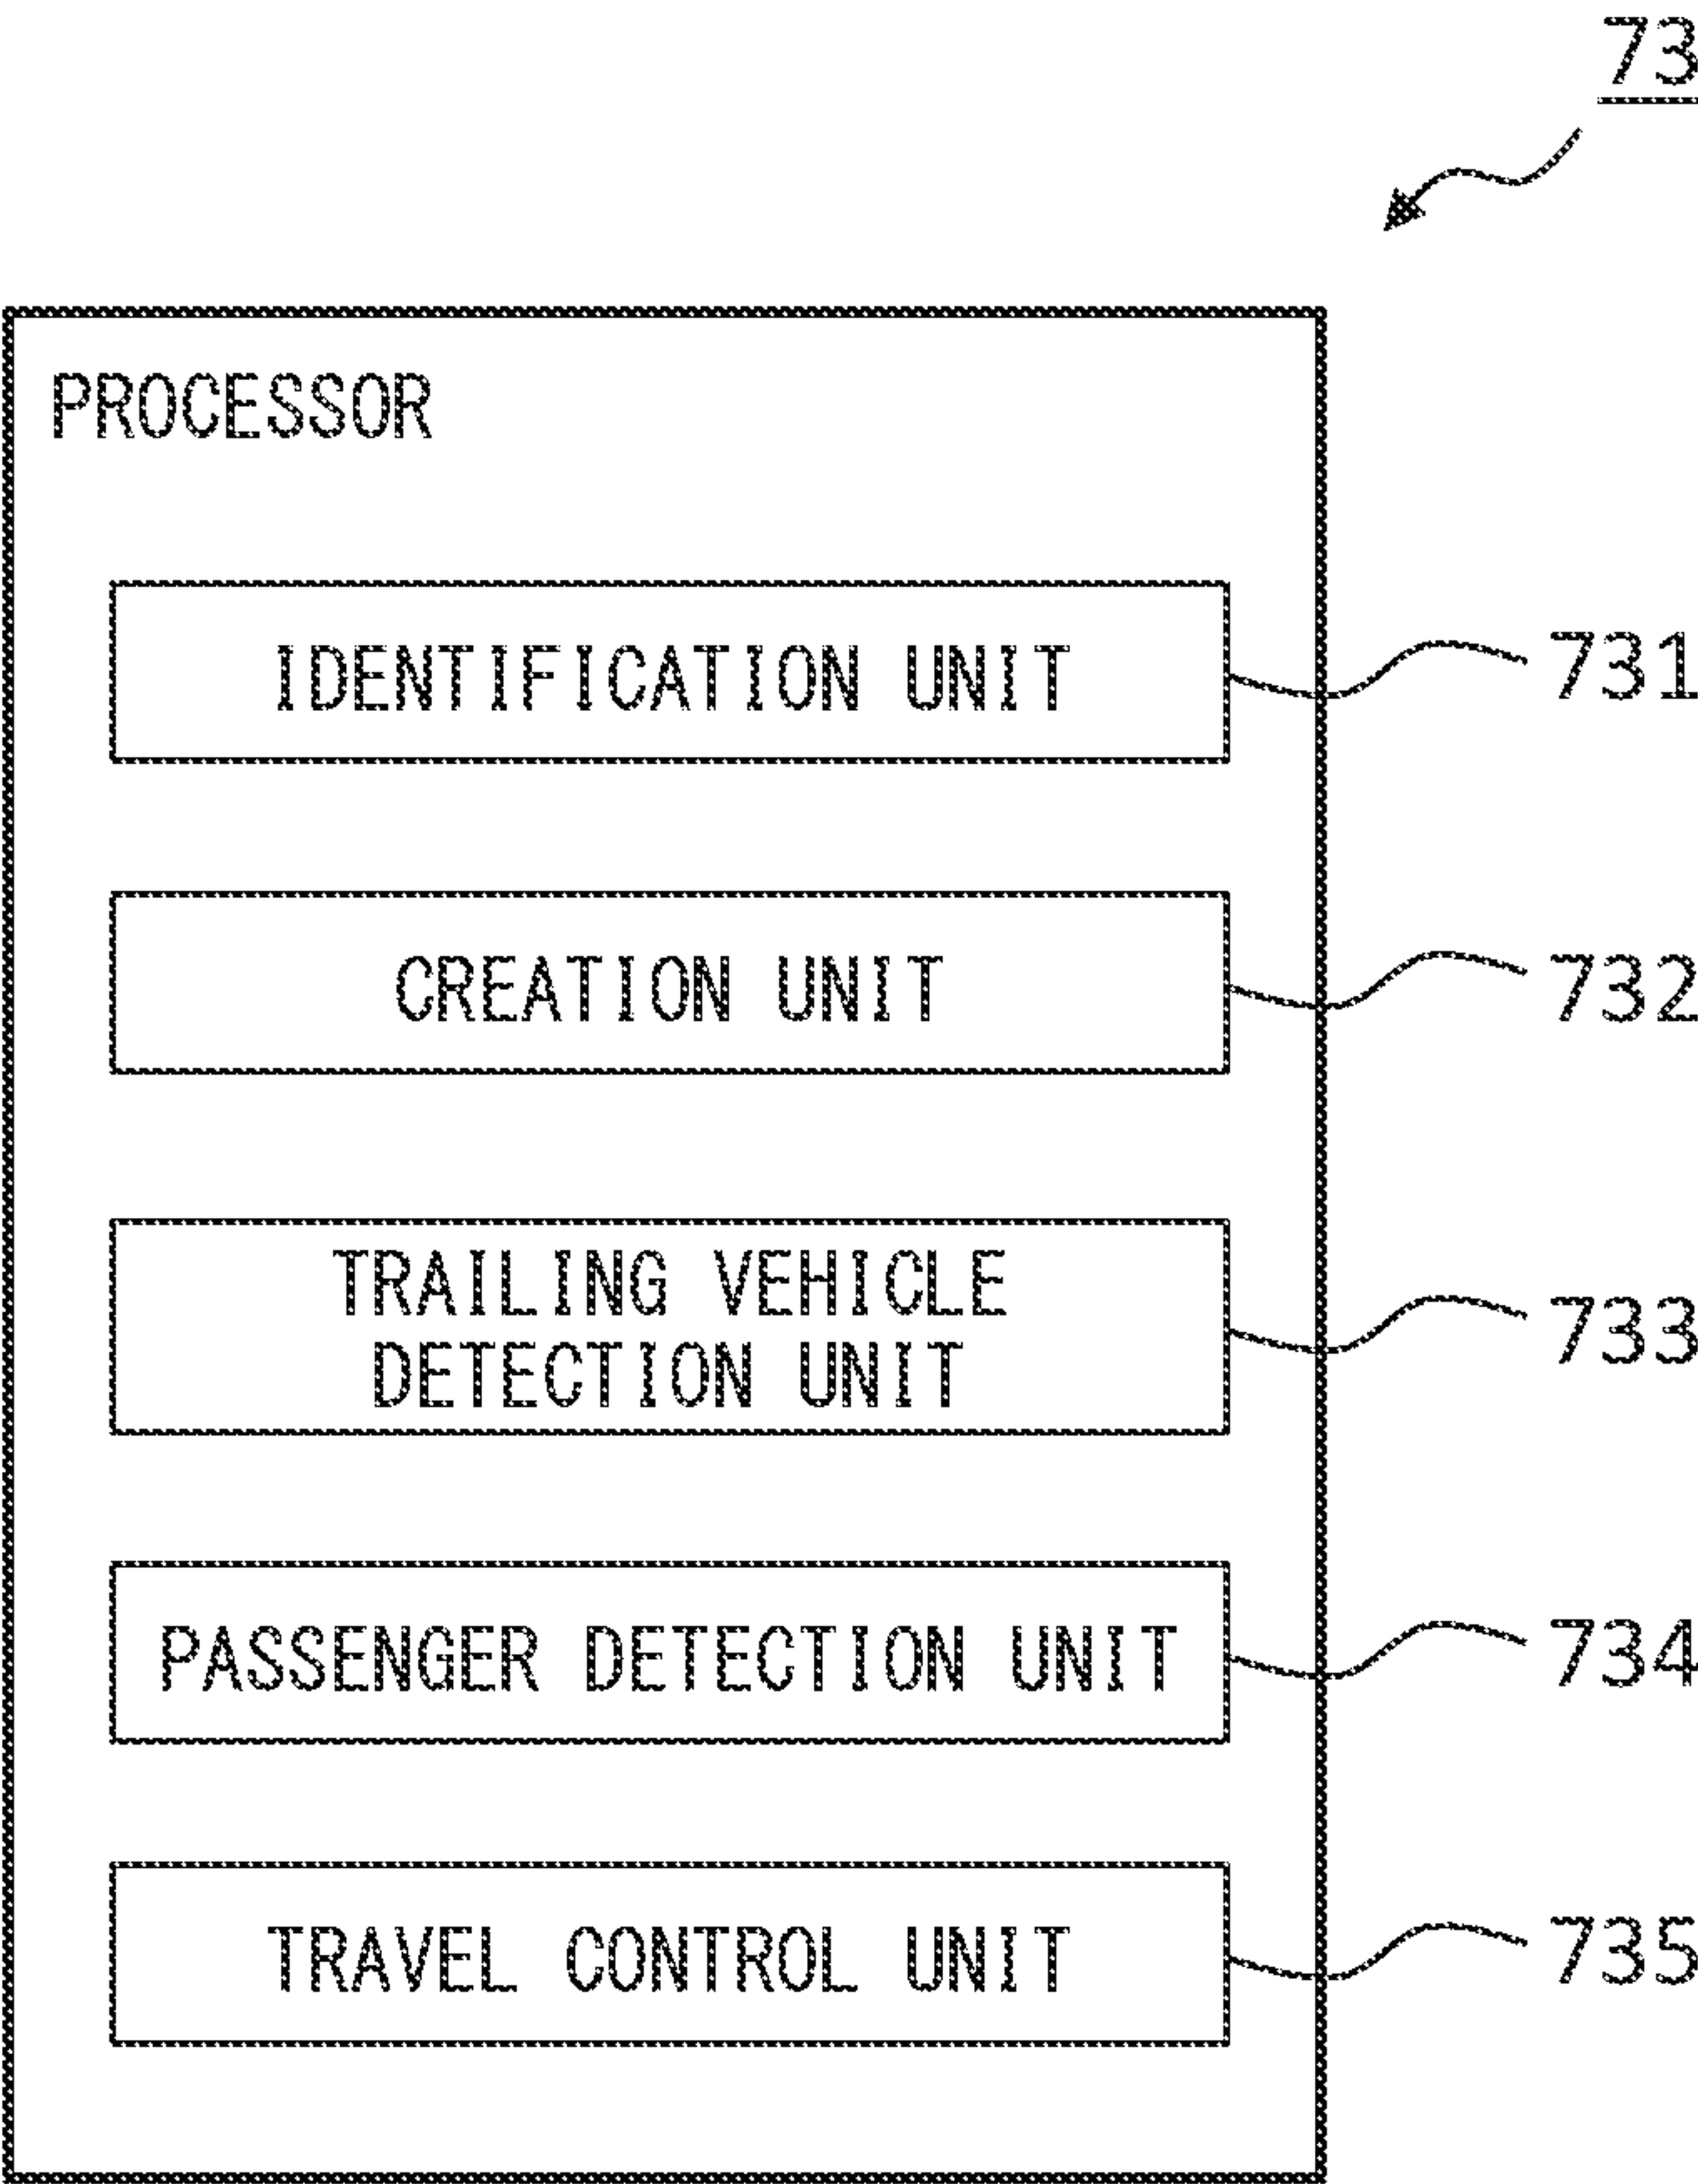 73
PROCESSOR
IDENTIFICATION UNIT
731
CREATION UNIT
732
TRAILING VEHICLE
DETECTION UNIT
733
PASSENGER DETECTION UNIT
734
TRAVEL CONTROL UNIT
735